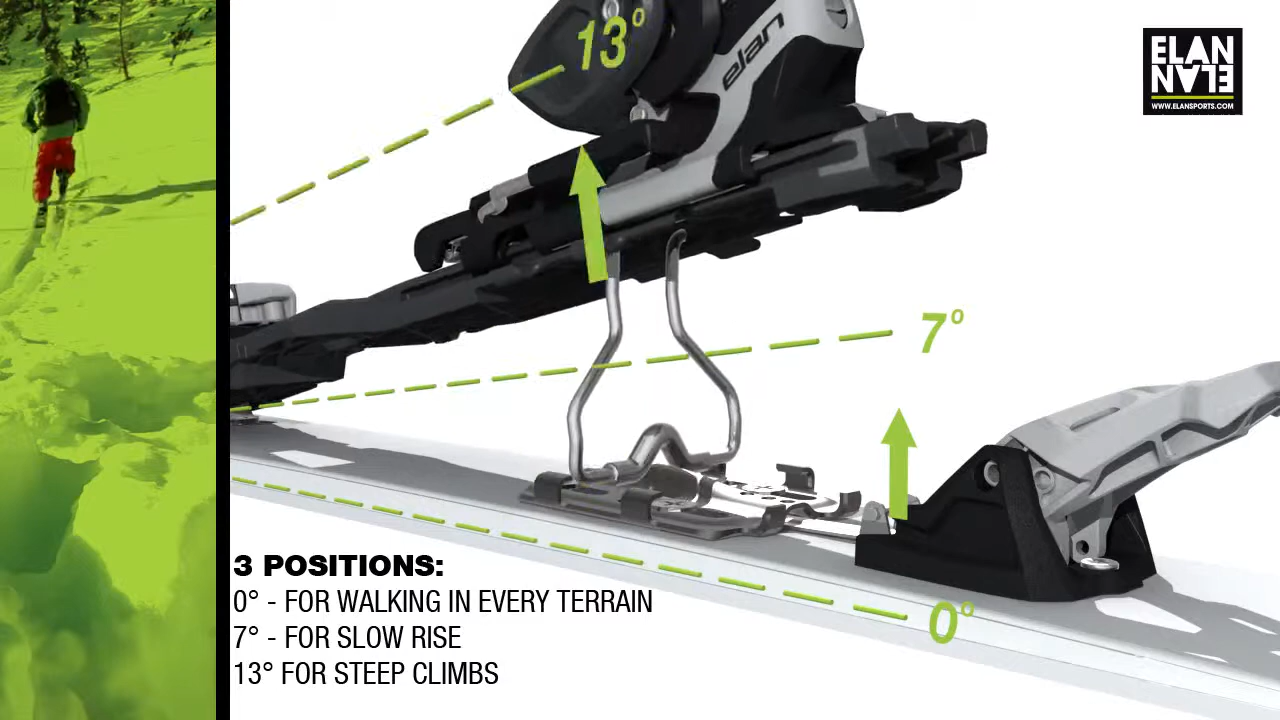 13°
elan
ELAN
ELAN
WWW.ELANSPORTS.COM
7°
3 POSITIONS:
0° - FOR WALKING IN EVERY TERRAIN
7° - FOR SLOW RISE
13° FOR STEEP CLIMBS
0°